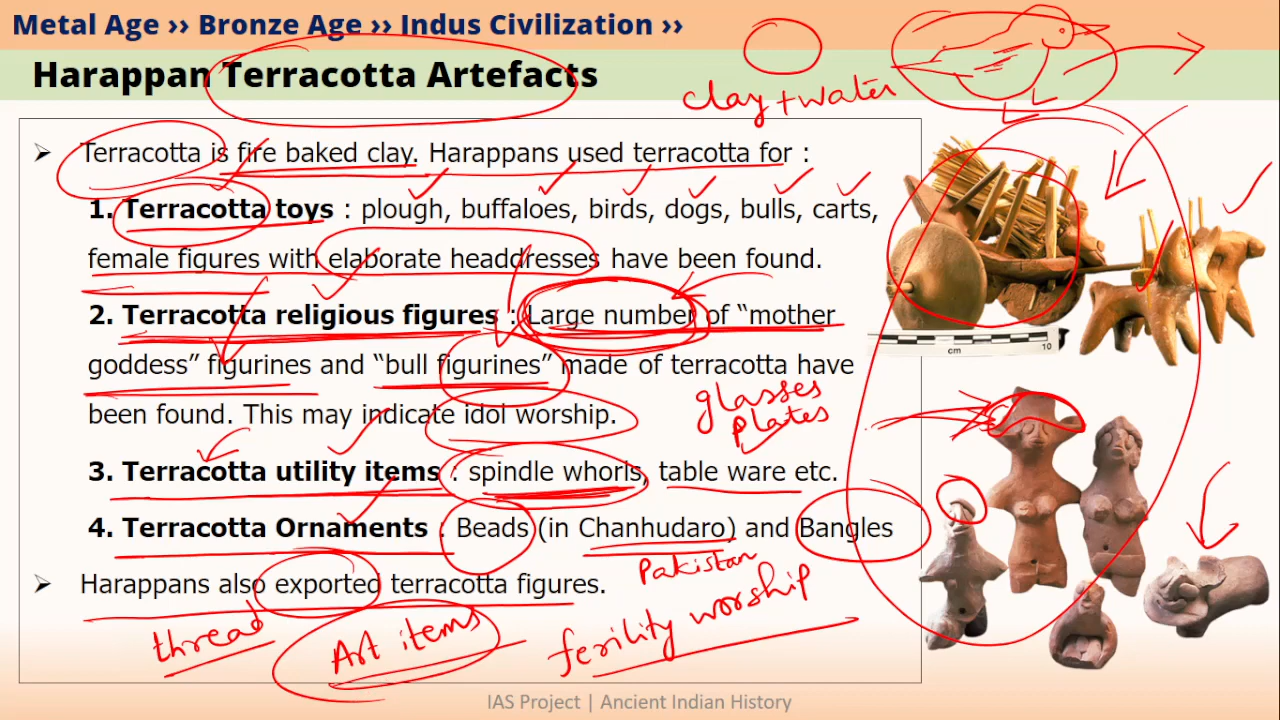 Metal Age ›› Bronze Age ›› Indus Civilization ››
Harappan Terracotta Artefacts
clay + water
➢ Terracotta is fire baked clay. Harappans used terracotta for :
1. Terracotta toys : plough, buffaloes, birds, dogs, bulls, carts,
female figures with elaborate headdresses have been found.
2. Terracotta religious figures : Large number of “mother
goddess” figurines and “bull figurines” made of terracotta have
been found. This may indicate idol worship.
glasses
plates
3. Terracotta utility items : spindle whorls, table ware etc.
4. Terracotta Ornaments : Beads (in Chanhudaro) and Bangles
Pakistan
➢ Harappans also exported terracotta figures.
thread
Art items
ferility worship
cm 10
IAS Project | Ancient Indian History